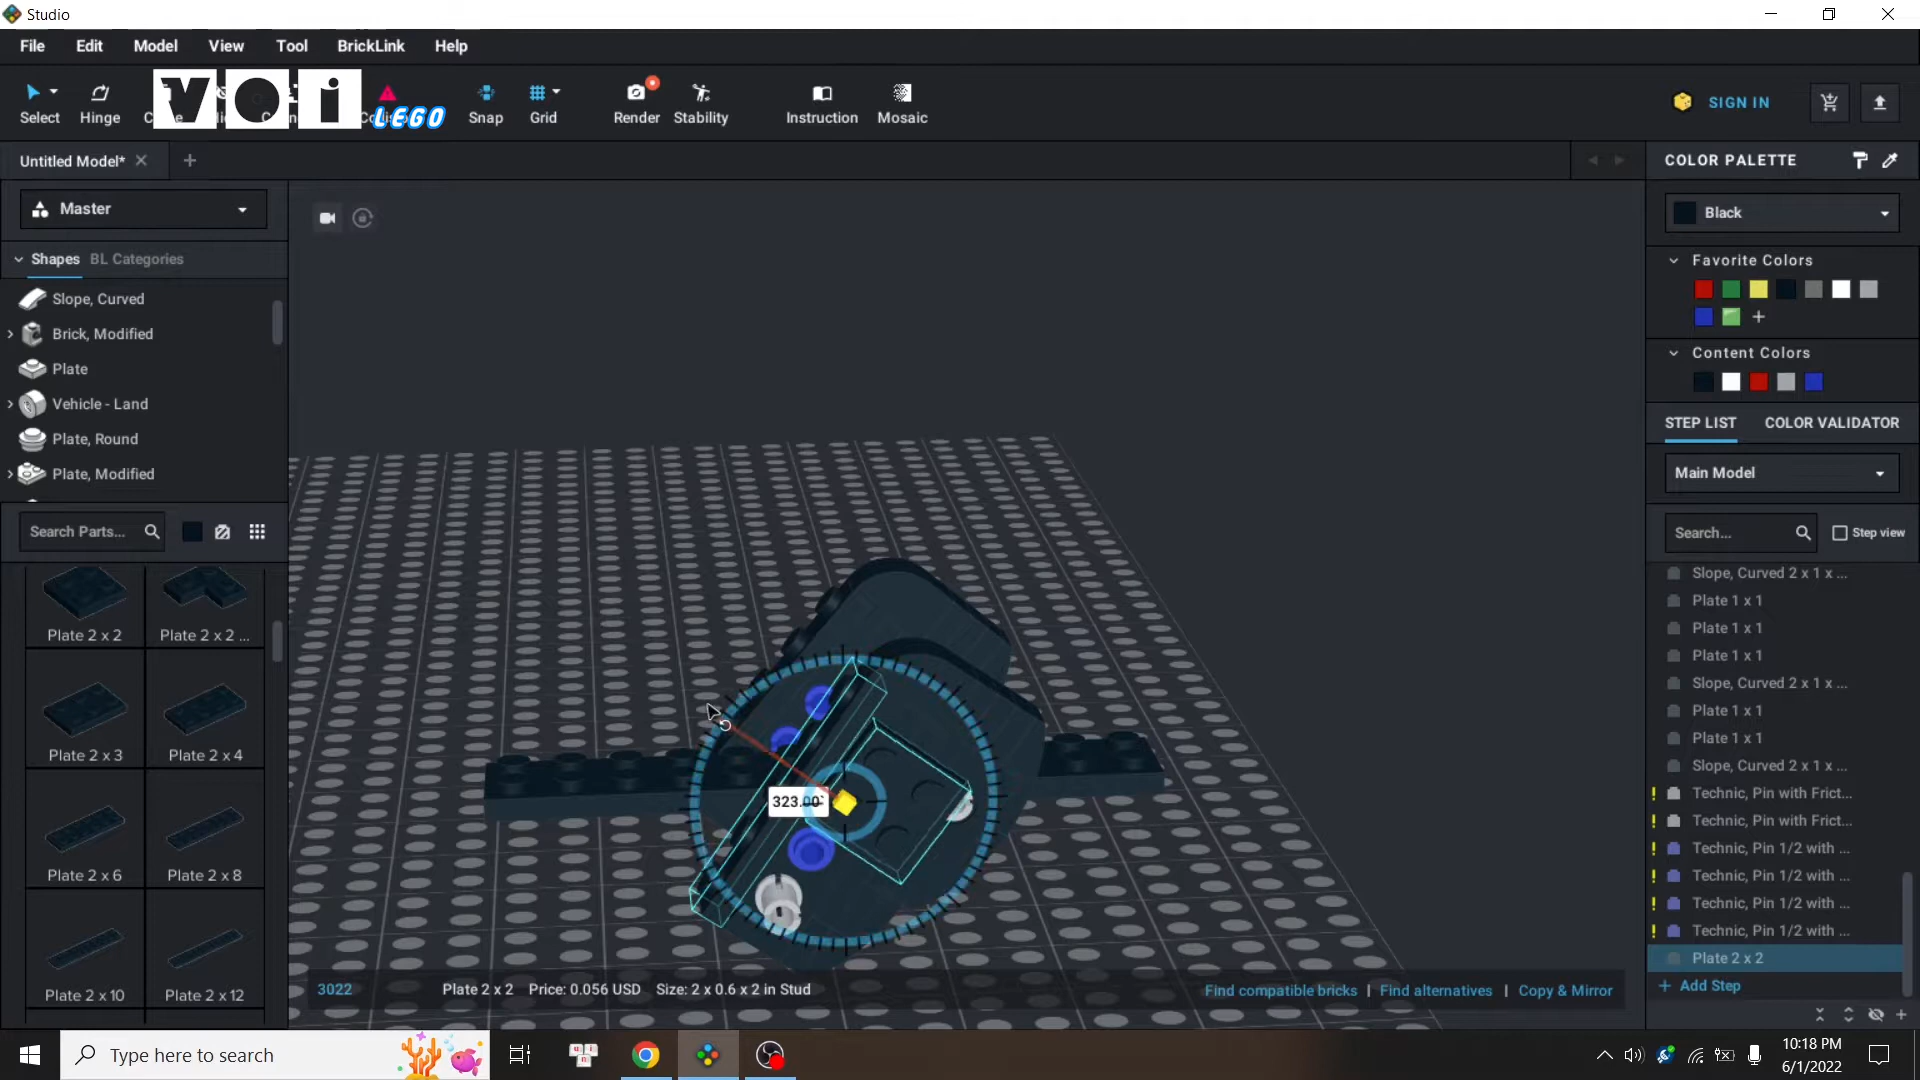 Studio
File Edit Model View Tool BrickLink Help
Select Hinge Snap Grid Render Stability Instruction Mosaic
VOi LEGO
SIGN IN
Untitled Model*
COLOR PALETTE
Master
Black
Shapes BL Categories
Favorite Colors
Slope, Curved
Brick, Modified
Plate
Content Colors
Vehicle - Land
STEP LIST COLOR VALIDATOR
Plate, Round
Plate, Modified
Main Model
Search Parts...
Search... Step view
Slope, Curved 2 x 1 x ...
Plate 1 x 1
Plate 1 x 1
Plate 1 x 1
Slope, Curved 2 x 1 x ...
Plate 1 x 1
Plate 1 x 1
Slope, Curved 2 x 1 x ...
! Technic, Pin with Frict...
! Technic, Pin with Frict...
! Technic, Pin 1/2 with ...
! Technic, Pin 1/2 with ...
! Technic, Pin 1/2 with ...
! Technic, Pin 1/2 with ...
Plate 2 x 2
+ Add Step
Plate 2 x 2 Plate 2 x 2 ...
Plate 2 x 3 Plate 2 x 4
Plate 2 x 6 Plate 2 x 8
Plate 2 x 10 Plate 2 x 12
323.00°
3022 Plate 2 x 2 Price: 0.056 USD Size: 2 x 0.6 x 2 in Stud
Find compatible bricks | Find alternatives | Copy & Mirror
Type here to search
10:18 PM
6/1/2022